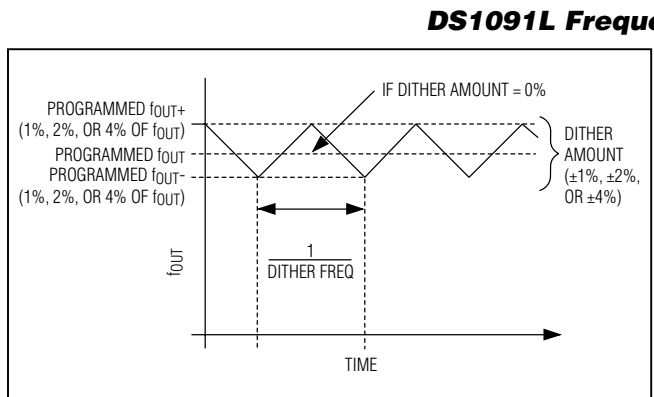 DS1091L Freque
IF DITHER AMOUNT = 0%
PROGRAMMED fOUT+
(1%, 2%, OR 4% OF fOUT)
PROGRAMMED fOUT
PROGRAMMED fOUT-
(1%, 2%, OR 4% OF fOUT)
DITHER
AMOUNT
(±1%, ±2%,
OR ±4%)
fOUT
1
DITHER FREQ
TIME